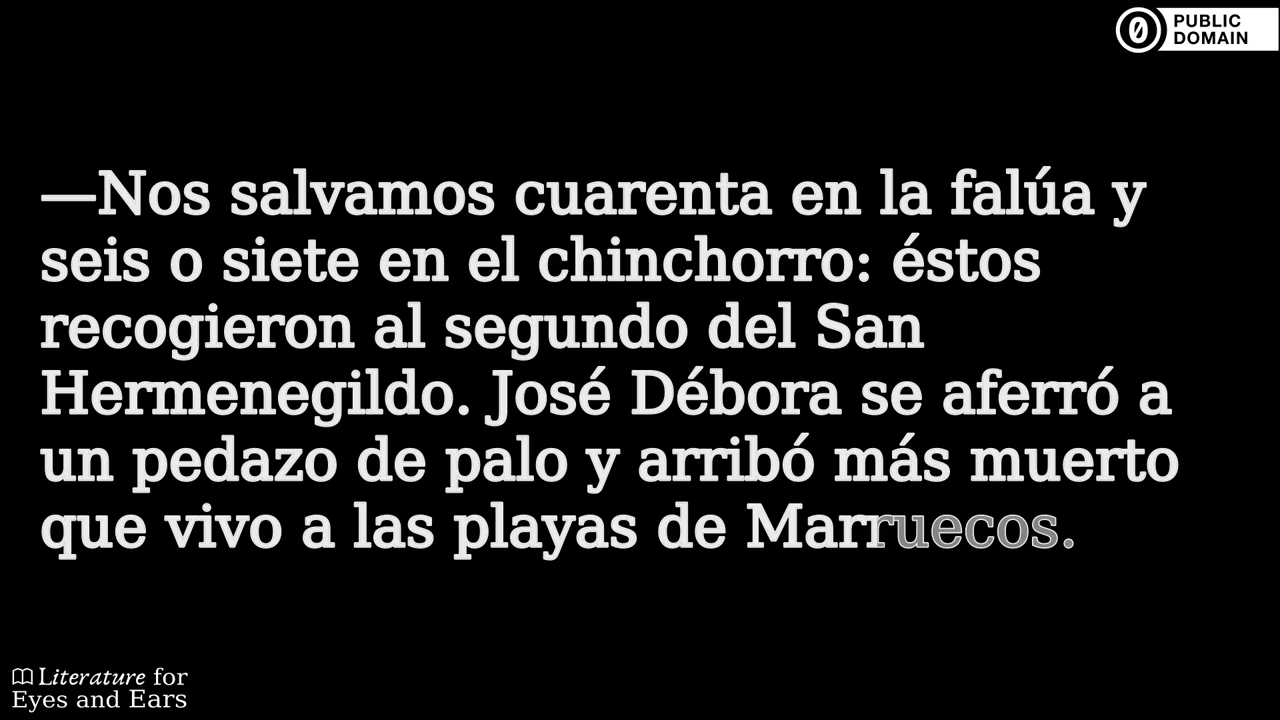 PUBLIC
DOMAIN
—Nos salvamos cuarenta en la falúa y
seis o siete en el chinchorro: éstos
recogieron al segundo del San
Hermenegildo. José Débora se aferró a
un pedazo de palo y arribó más muerto
que vivo a las playas de Marruecos.
Literature for
Eyes and Ears